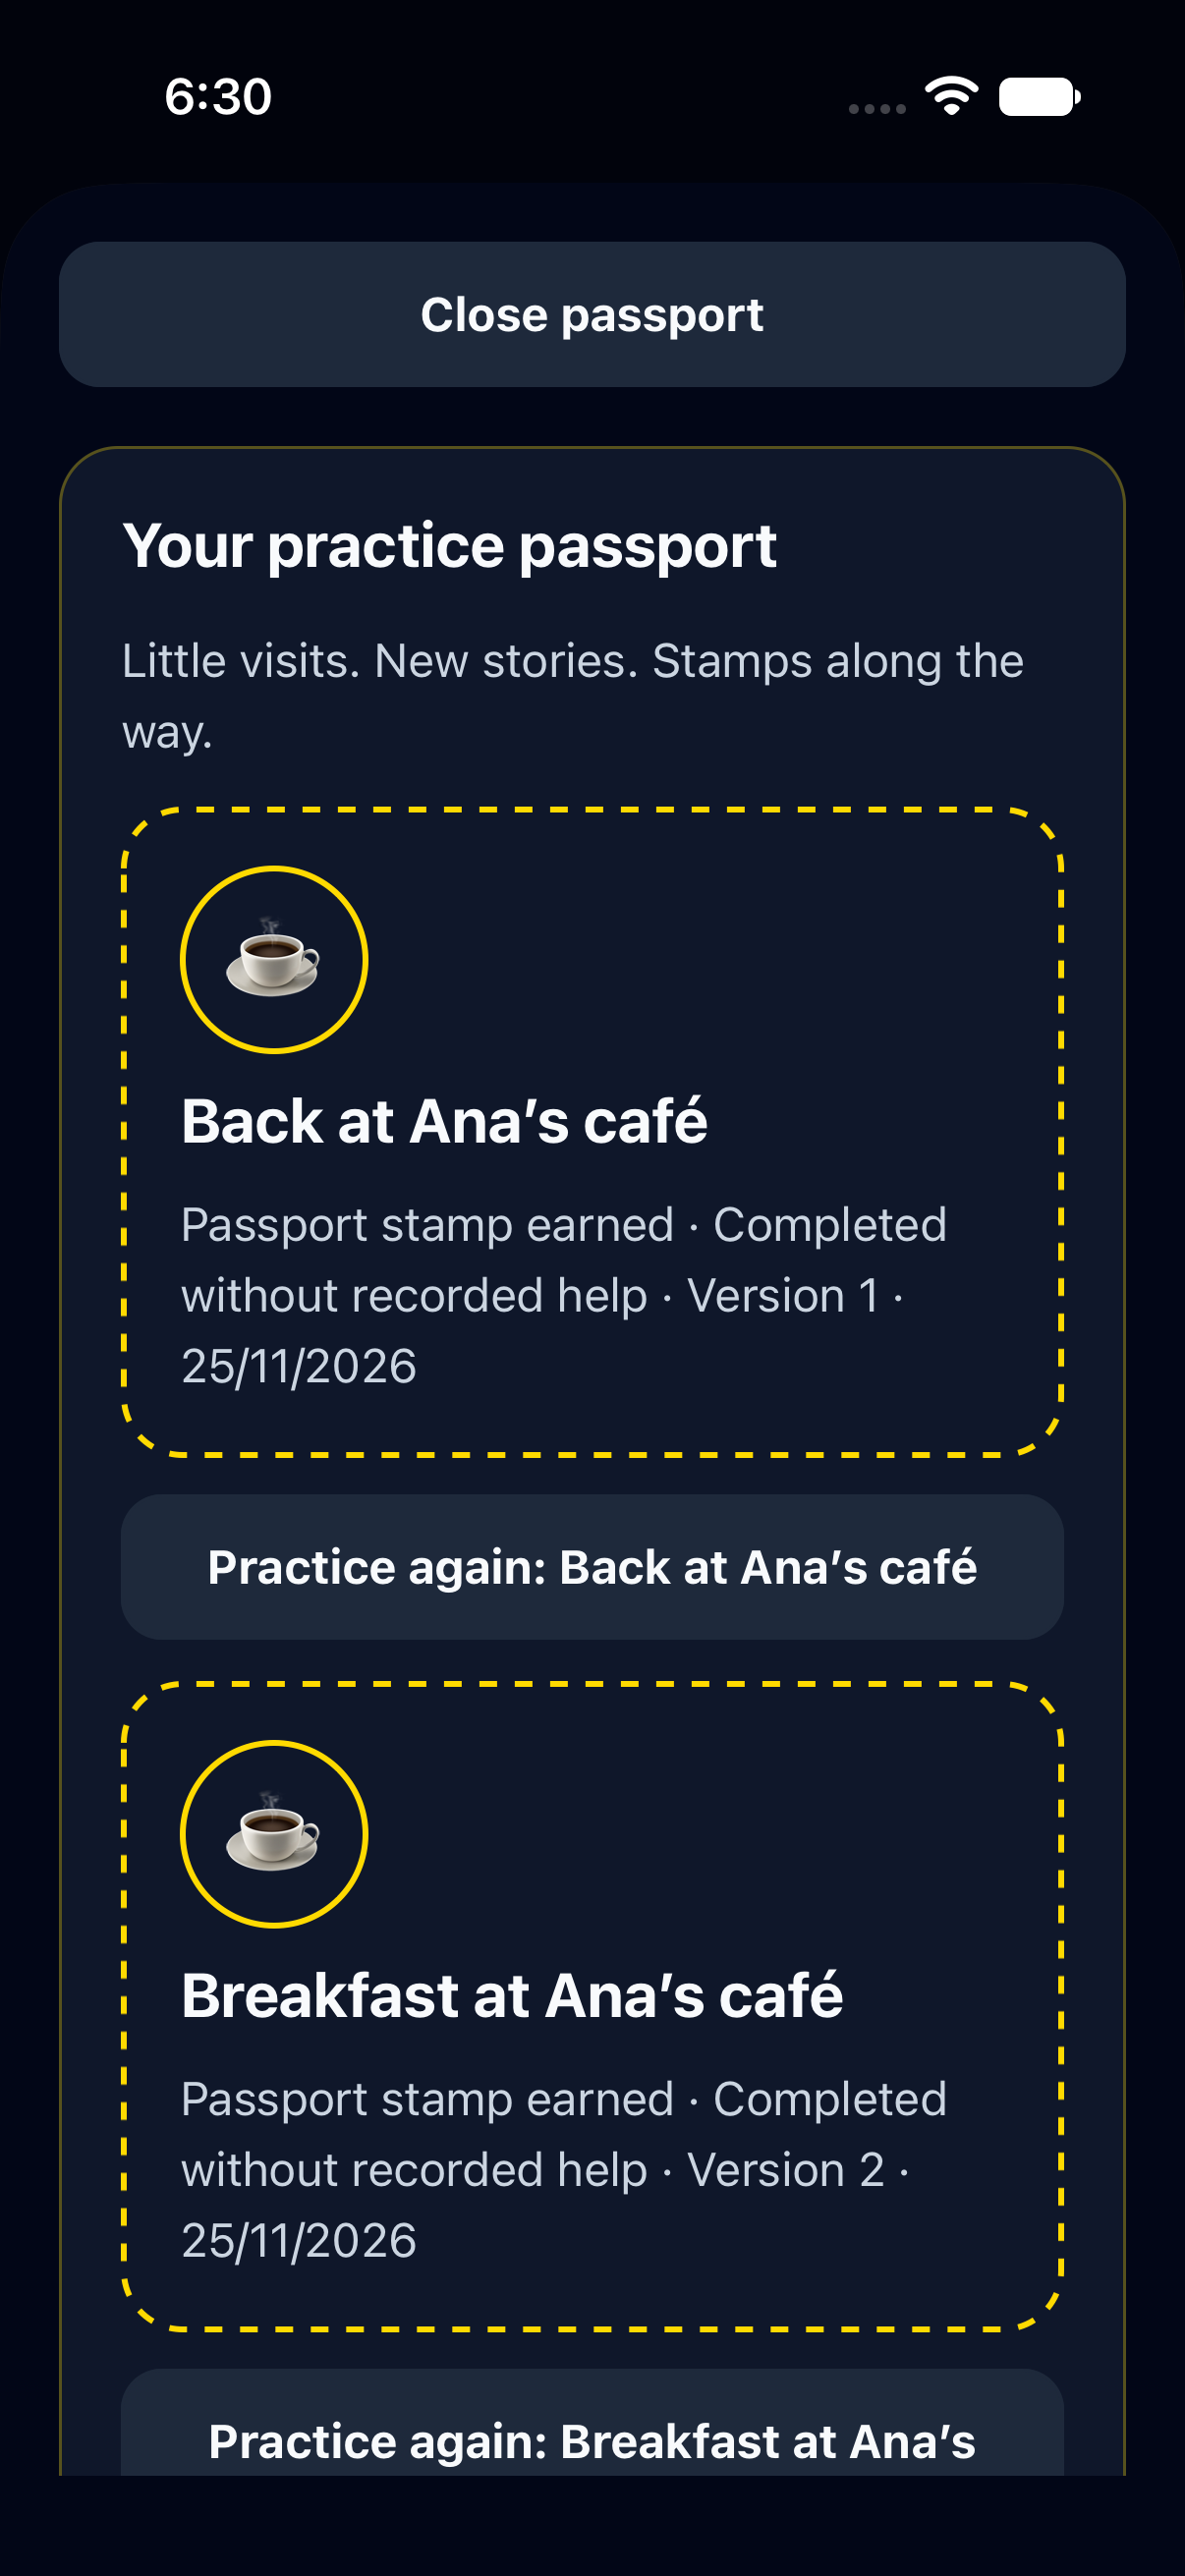 6:30
Close passport
Your practice passport
Little visits. New stories. Stamps along the
way.
Back at Ana’s café
Passport stamp earned · Completed
without recorded help · Version 1 ·
25/11/2026
Practice again: Back at Ana’s café
Breakfast at Ana’s café
Passport stamp earned · Completed
without recorded help · Version 2 ·
25/11/2026
Practice again: Breakfast at Ana’s